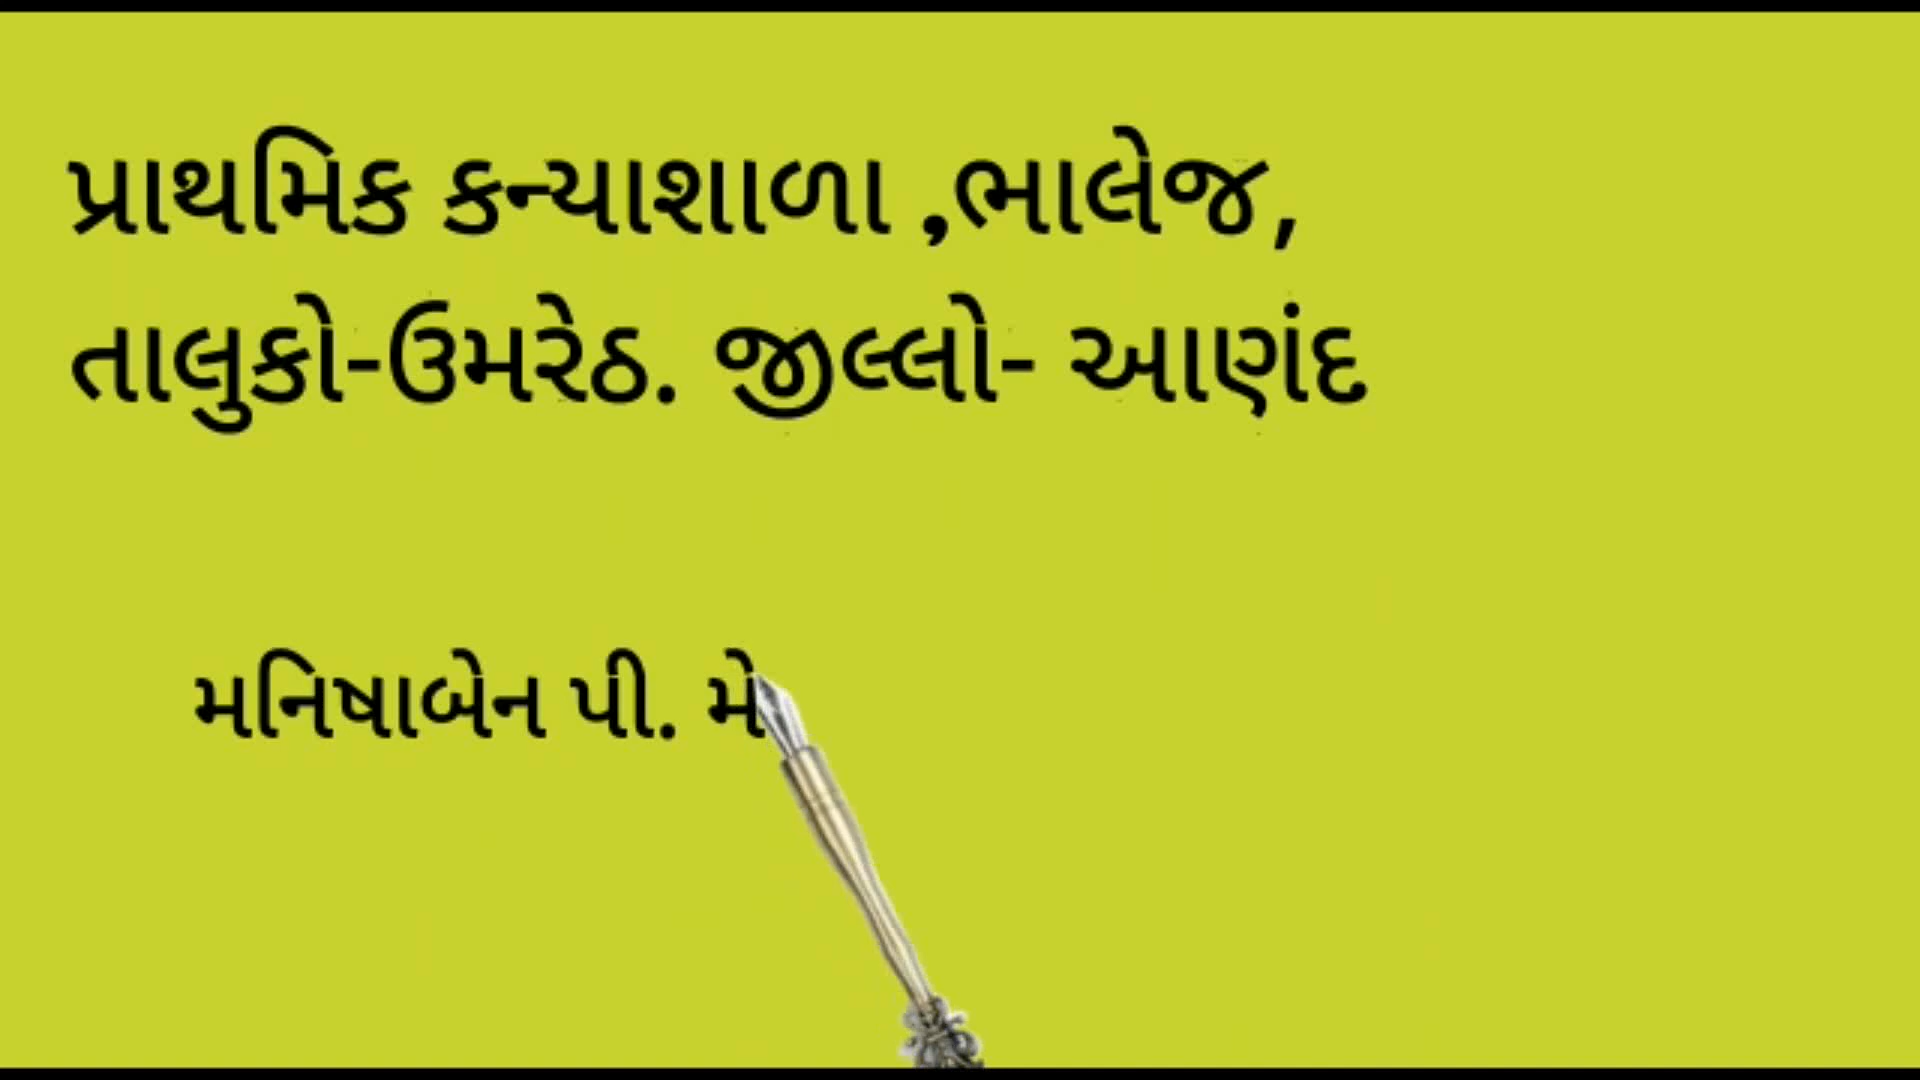 પ્રાથમિક કન્યાશાળા ,ભાલેજ,
તાલુકો-ઉમરેઠ. જીલ્લો- આણંદ
મનિષાબેન પી. મે